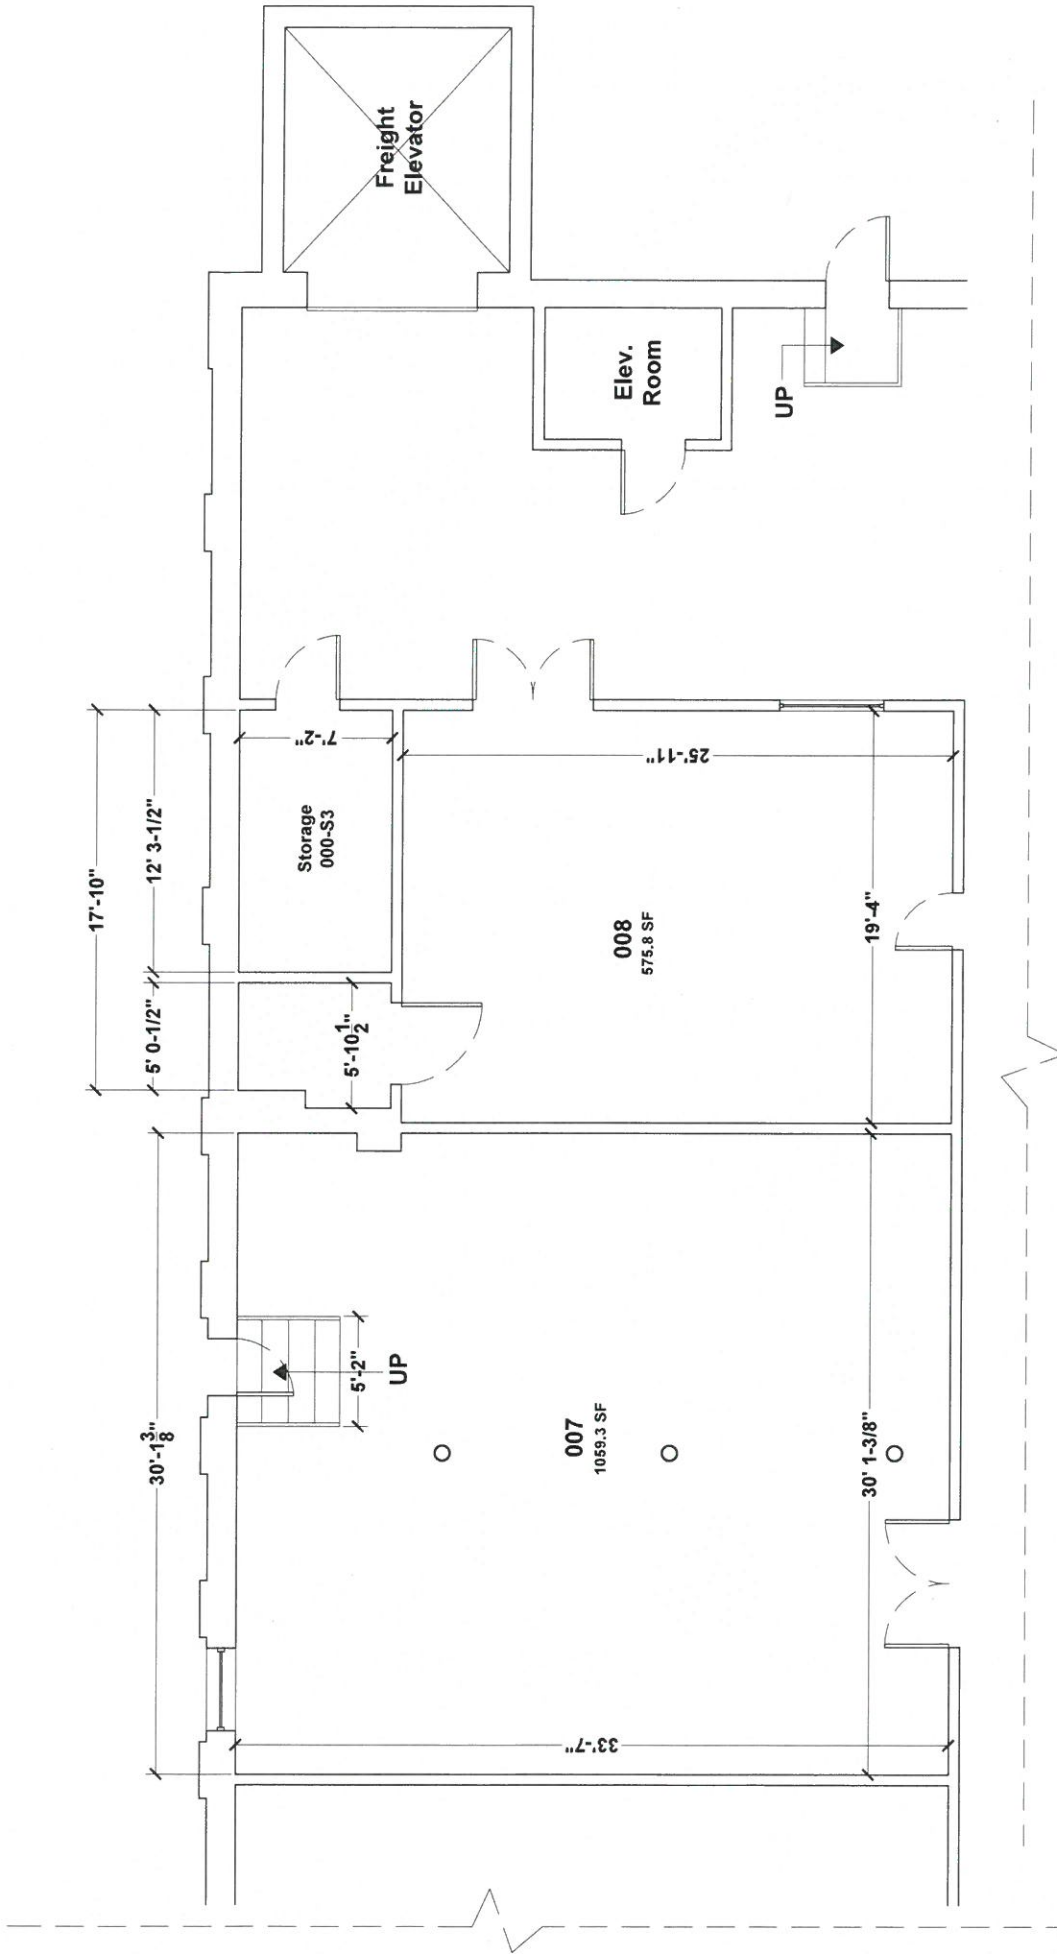 Freight
Elevator
Elev.
Room
UP
17'-10"
5' 0-1/2"
12' 3-1/2"
7'-2"
Storage
000-S3
5'-10 1/2"
25'-11"
008
575.8 SF
19'-4"
30'-1 3/8"
5'-2"
UP
007
1059.3 SF
30' 1-3/8"
33'-7"